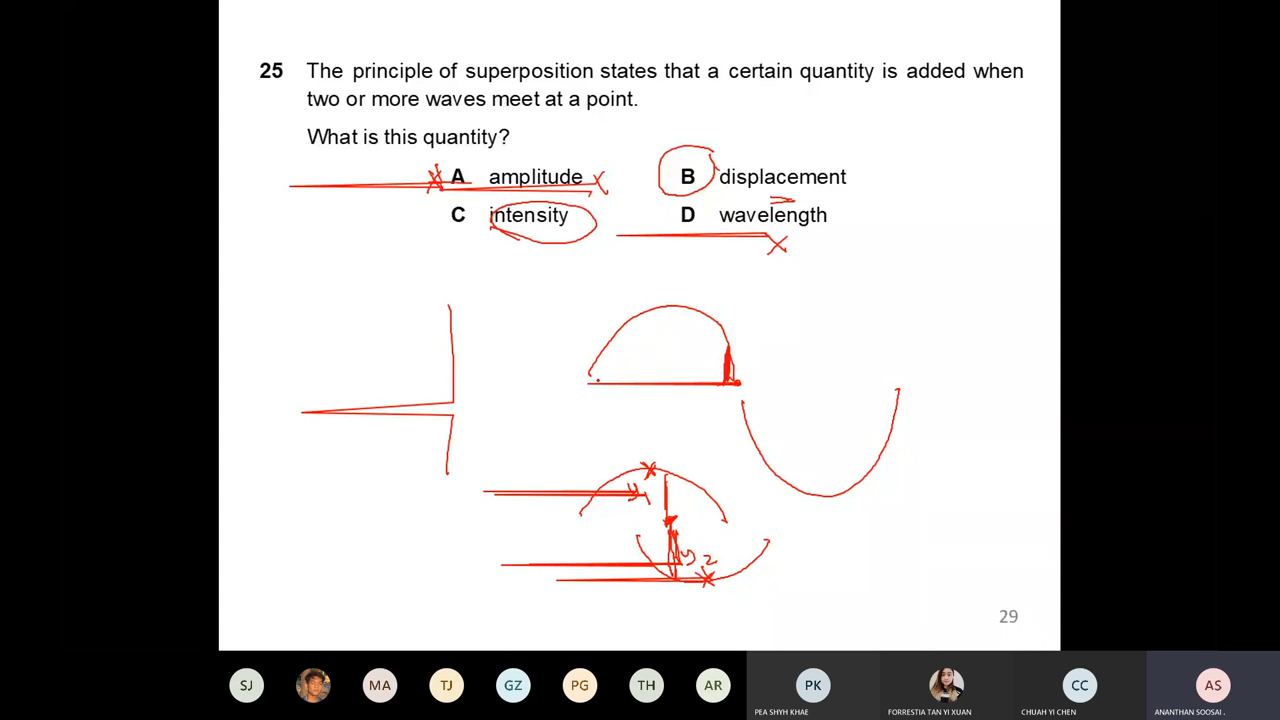 25 The principle of superposition states that a certain quantity is added when
two or more waves meet at a point.
What is this quantity?
A amplitude B displacement
C intensity D wavelength
y1
y2
29
SJ MA TJ GZ PG TH AR PK CC AS
PEA SHYH KHAE FORRESTIA TAN YI XUAN CHUAH YI CHEN ANANTHAN SOOSAI .